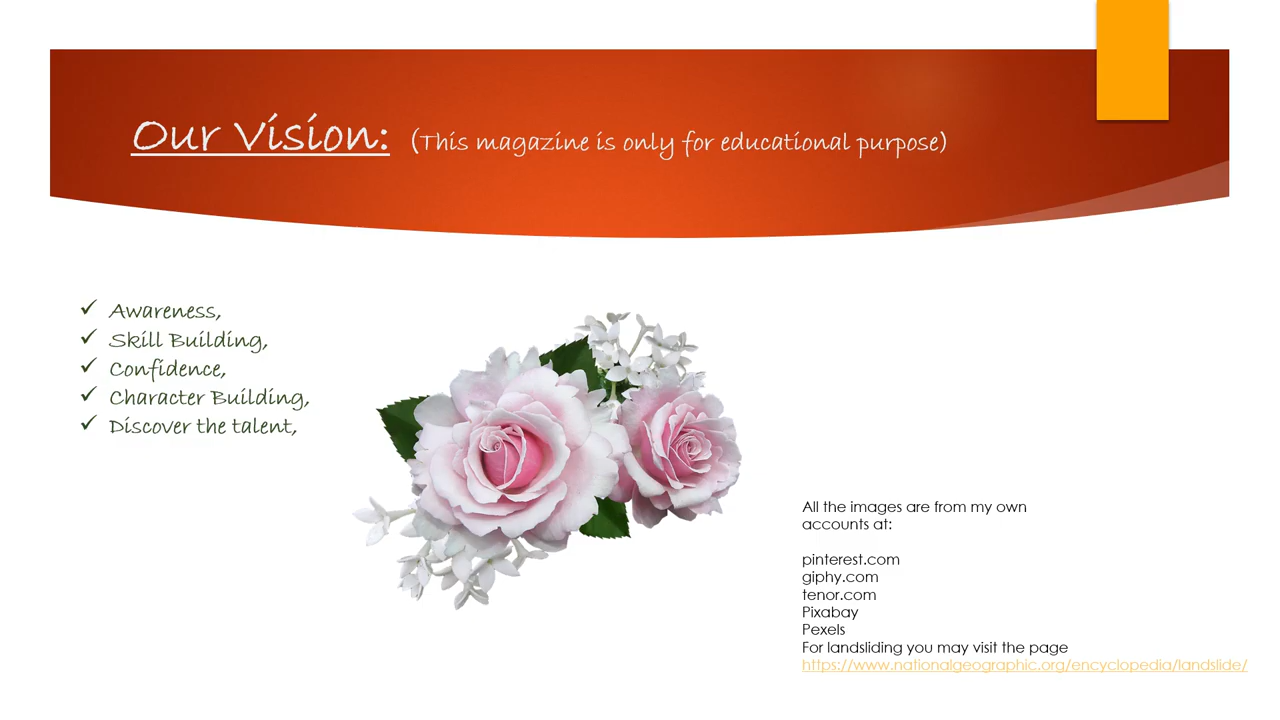 Our Vision: (This magazine is only for educational purpose)
✓ Awareness,
✓ Skill Building,
✓ Confidence,
✓ Character Building,
✓ Discover the talent,
All the images are from my own
accounts at:
pinterest.com
giphy.com
tenor.com
Pixabay
Pexels
For landsliding you may visit the page
https://www.nationalgeographic.org/encyclopedia/landslide/